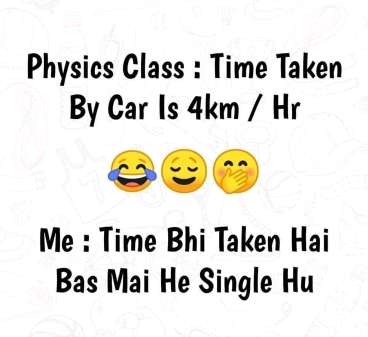 Physics Class : Time Taken
By Car Is 4km / Hr
😂😌🤭
Me : Time Bhi Taken Hai
Bas Mai He Single Hu